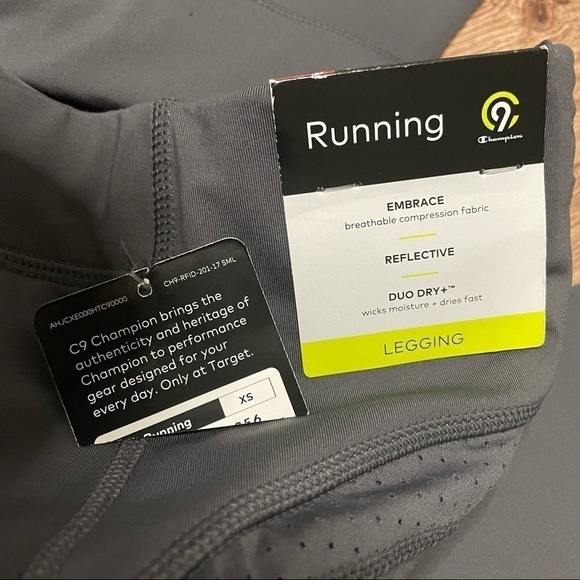 Running
C9
Champion
EMBRACE
breathable compression fabric
REFLECTIVE
DUO DRY+™
wicks moisture + dries fast
LEGGING
AHJCXE000HTC90000
CH9-RFID-201-17 SML
C9 Champion brings the
authenticity and heritage of
Champion to performance
gear designed for your
every day. Only at Target.
Running
XS